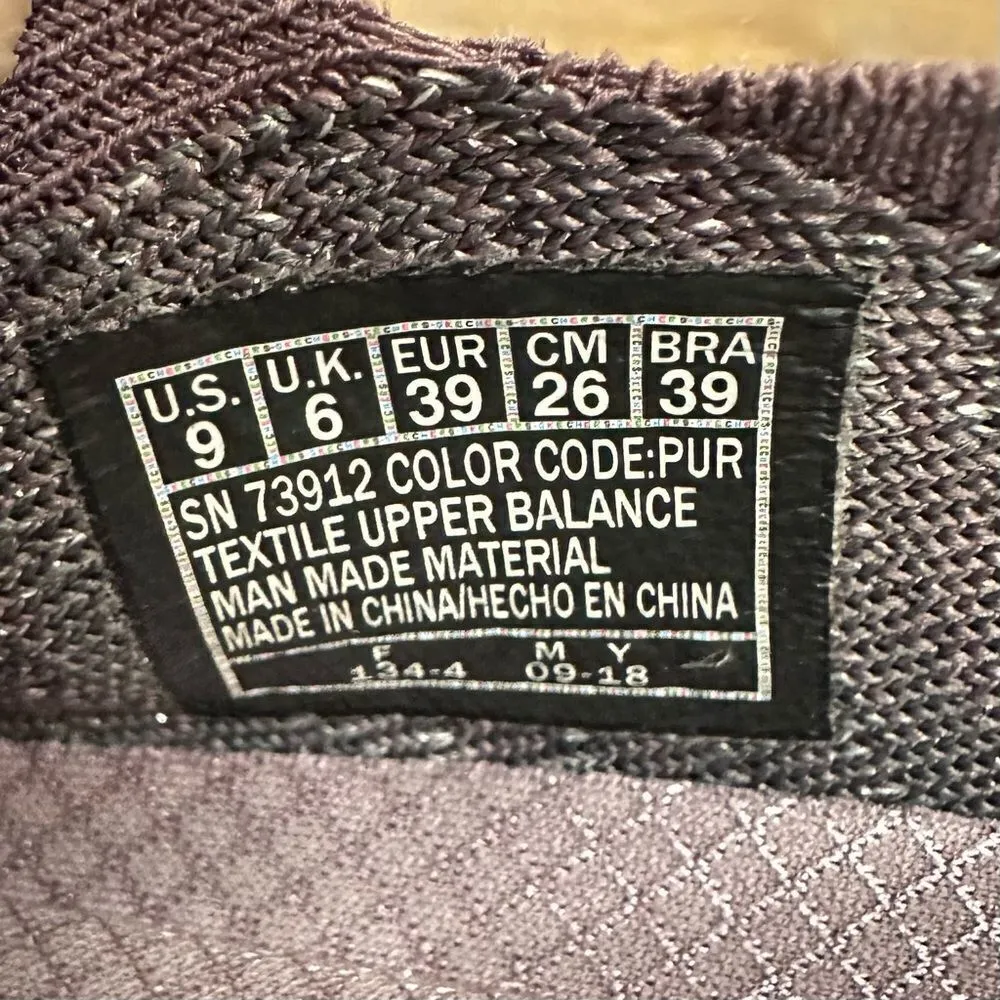 U.S. U.K. EUR CM BRA
9 6 39 26 39
SN 73912 COLOR CODE:PUR
TEXTILE UPPER BALANCE
MAN MADE MATERIAL
MADE IN CHINA/HECHO EN CHINA
F M Y
134-4 09-18